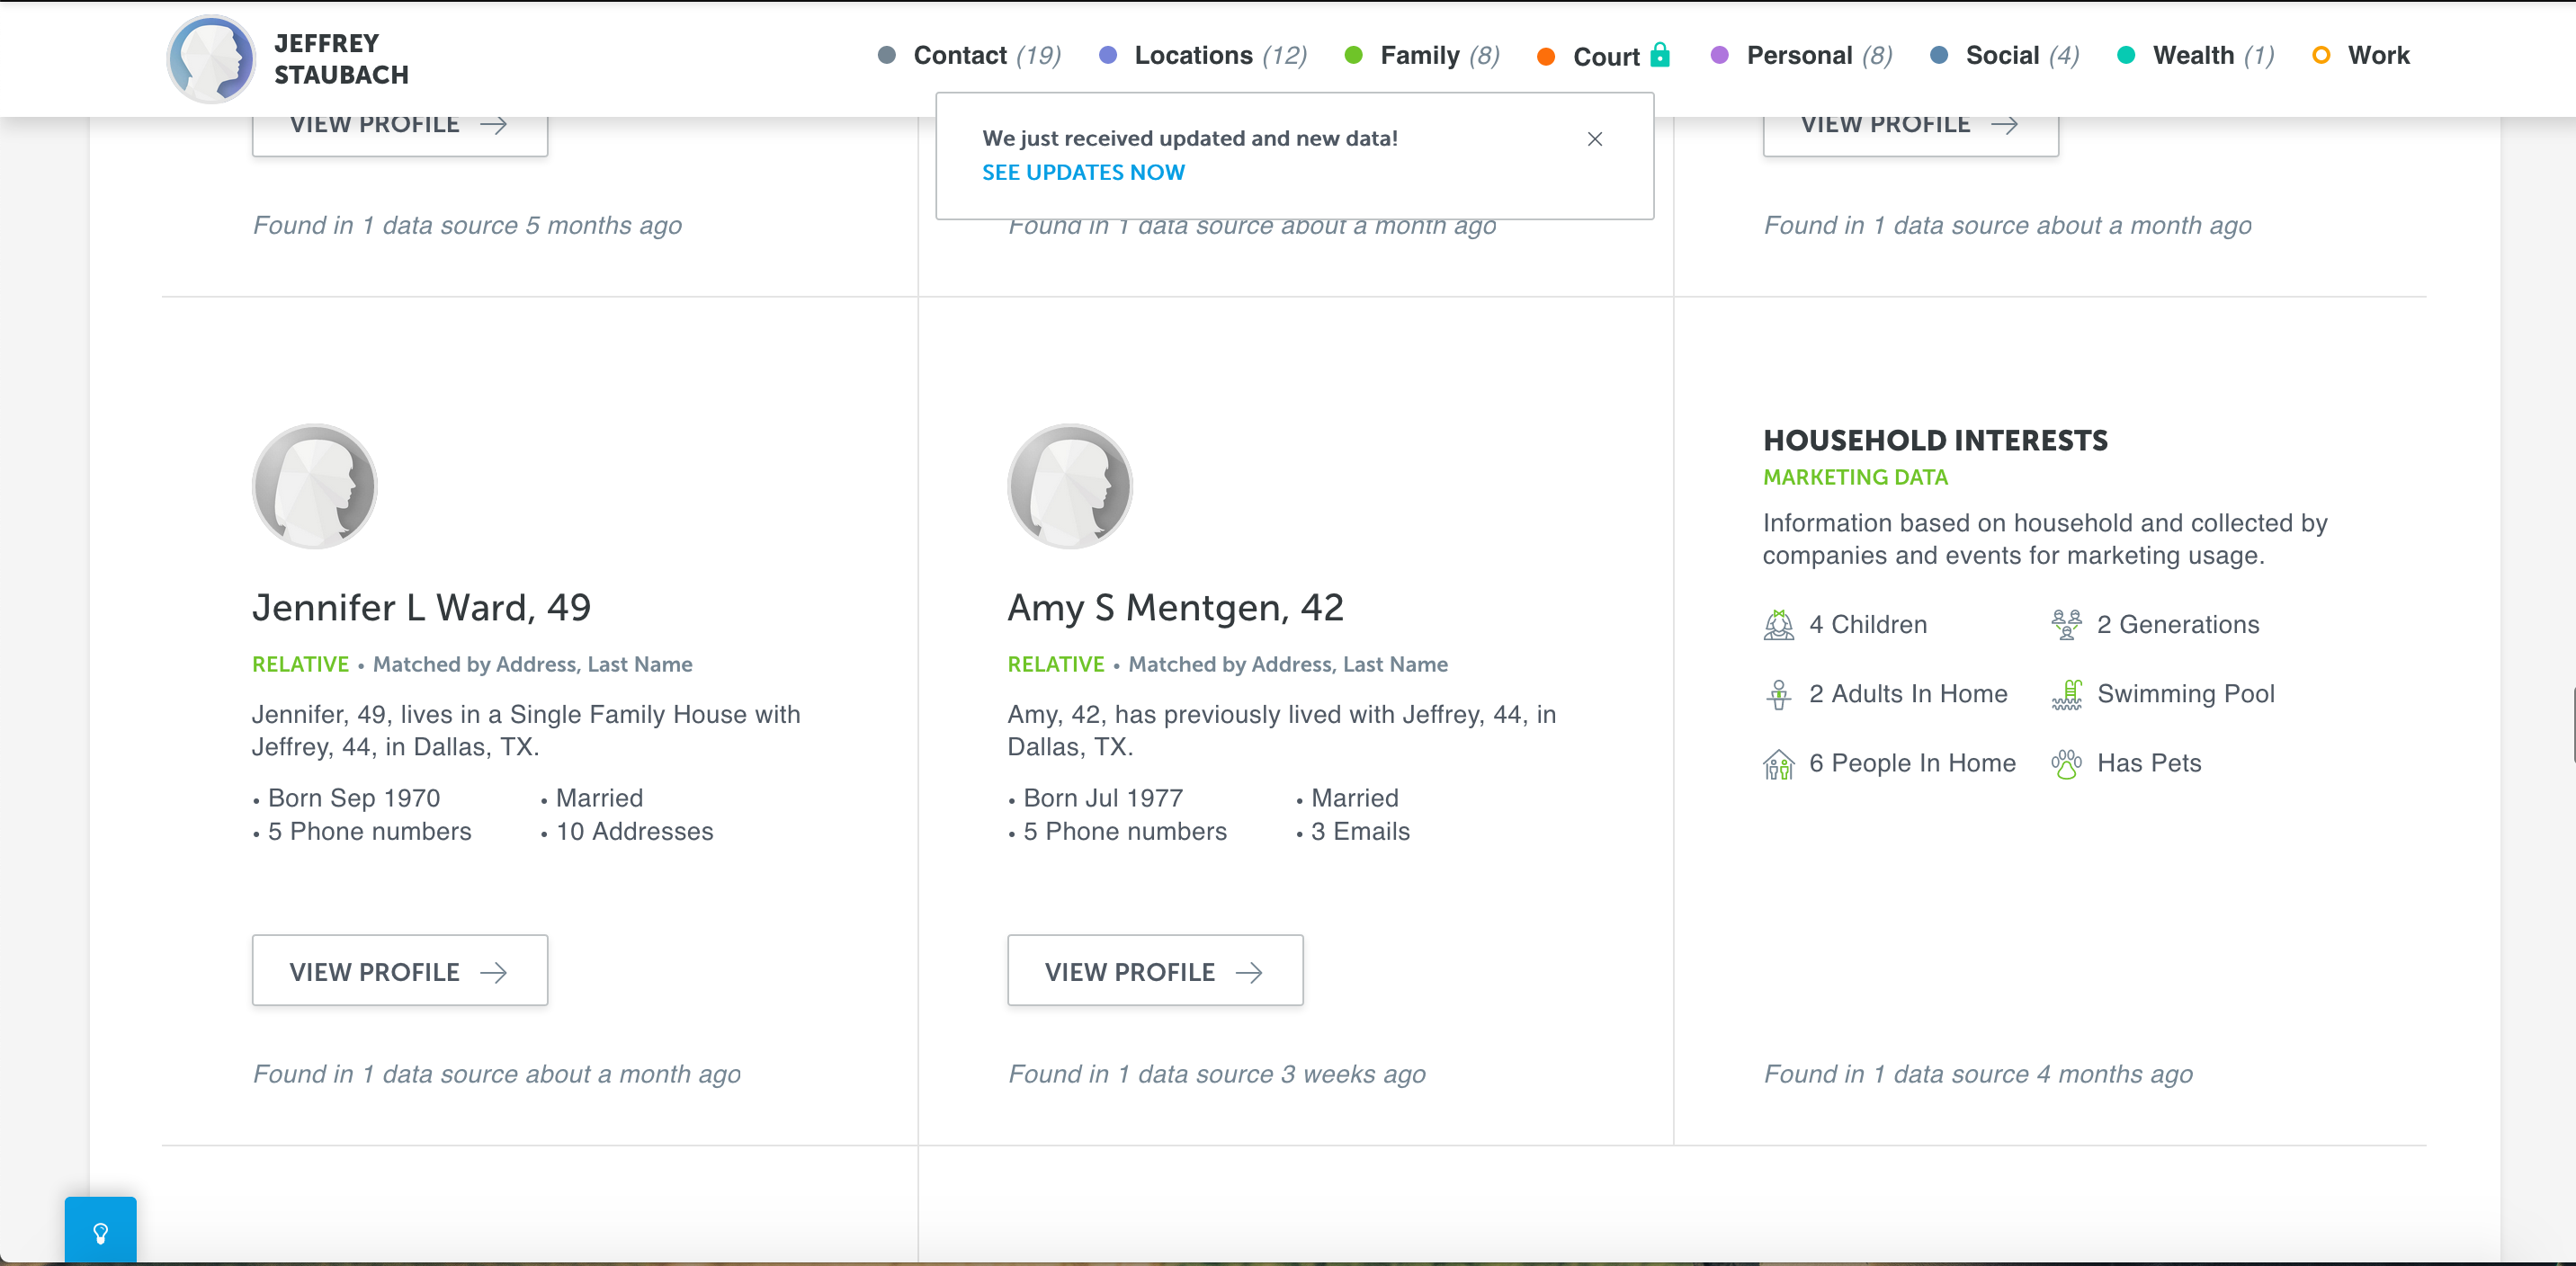 JEFFREY
STAUBACH
Contact (19)
Locations (12)
Family (8)
Court
Personal (8)
Social (4)
Wealth (1)
Work
We just received updated and new data!
SEE UPDATES NOW
VIEW PROFILE
VIEW PROFILE
Found in 1 data source 5 months ago
Found in 1 data source about a month ago
Found in 1 data source about a month ago
Jennifer L Ward, 49
RELATIVE • Matched by Address, Last Name
Jennifer, 49, lives in a Single Family House with
Jeffrey, 44, in Dallas, TX.
• Born Sep 1970
• Married
• 5 Phone numbers
• 10 Addresses
VIEW PROFILE
Found in 1 data source about a month ago
Amy S Mentgen, 42
RELATIVE • Matched by Address, Last Name
Amy, 42, has previously lived with Jeffrey, 44, in
Dallas, TX.
• Born Jul 1977
• Married
• 5 Phone numbers
• 3 Emails
VIEW PROFILE
Found in 1 data source 3 weeks ago
HOUSEHOLD INTERESTS
MARKETING DATA
Information based on household and collected by
companies and events for marketing usage.
4 Children
2 Generations
2 Adults In Home
Swimming Pool
6 People In Home
Has Pets
Found in 1 data source 4 months ago